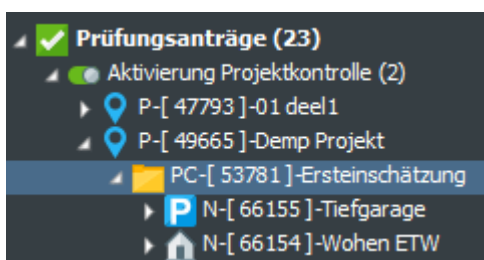 Prüfungsanträge (23)
Aktivierung Projektkontrolle (2)
P-[ 47793 ]-01 deel1
P-[ 49665 ]-Demp Projekt
PC-[ 53781 ]-Ersteinschätzung
P N-[ 66155 ]-Tiefgarage
N-[ 66154 ]-Wohen ETW